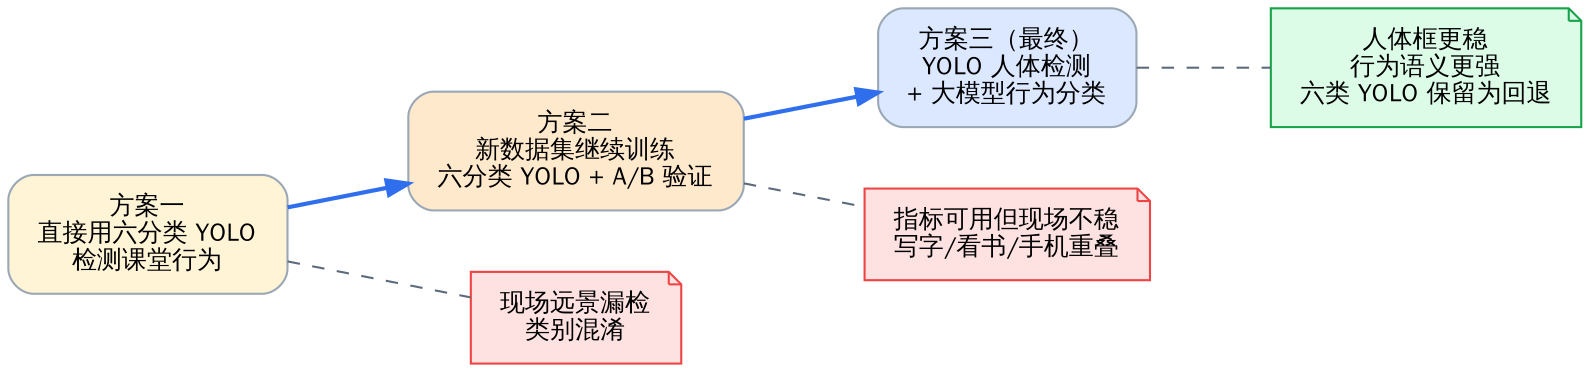 方案一
直接用六分类 YOLO
检测课堂行为
现场远景漏检
类别混淆
方案二
新数据集继续训练
六分类 YOLO + A/B 验证
指标可用但现场不稳
写字/看书/手机重叠
方案三（最终）
YOLO 人体检测
+ 大模型行为分类
人体框更稳
行为语义更强
六类 YOLO 保留为回退